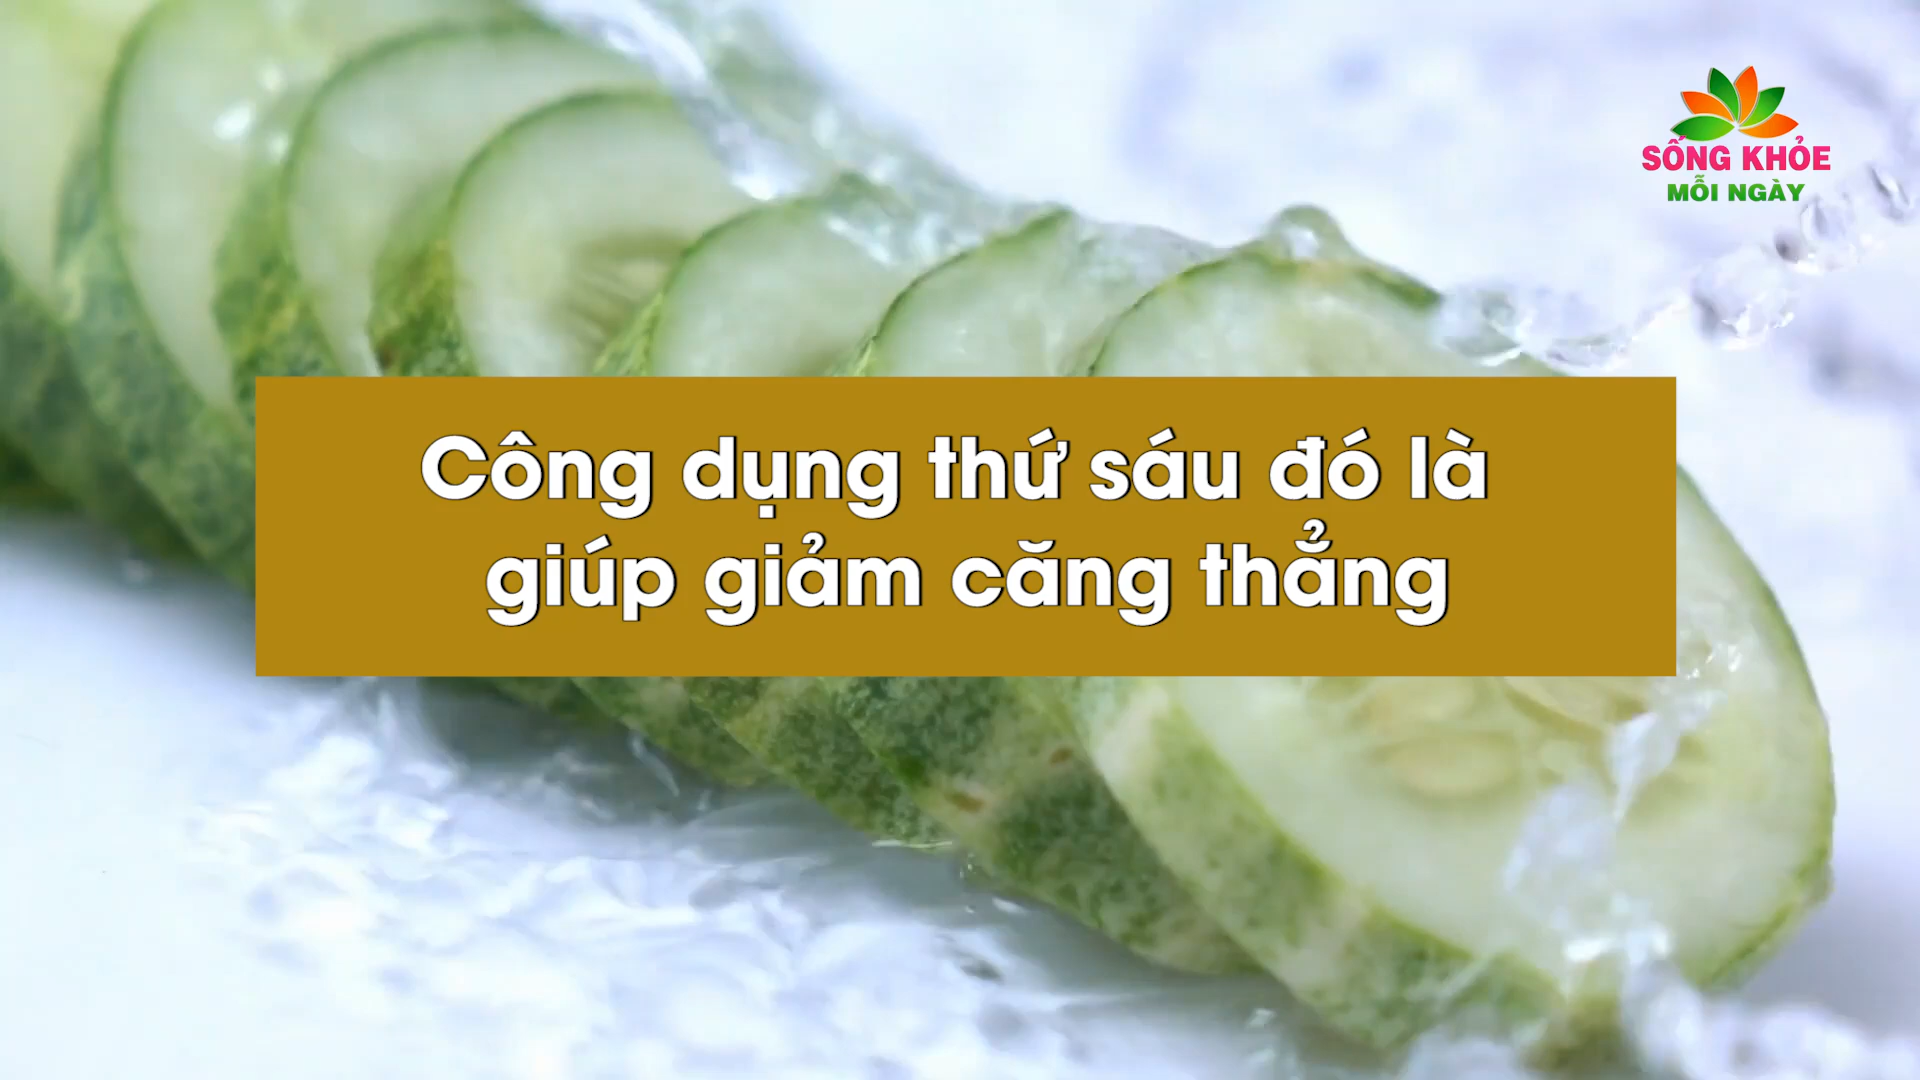 SỐNG KHỎE
MỖI NGÀY
Công dụng thứ sáu đó là
giúp giảm căng thẳng